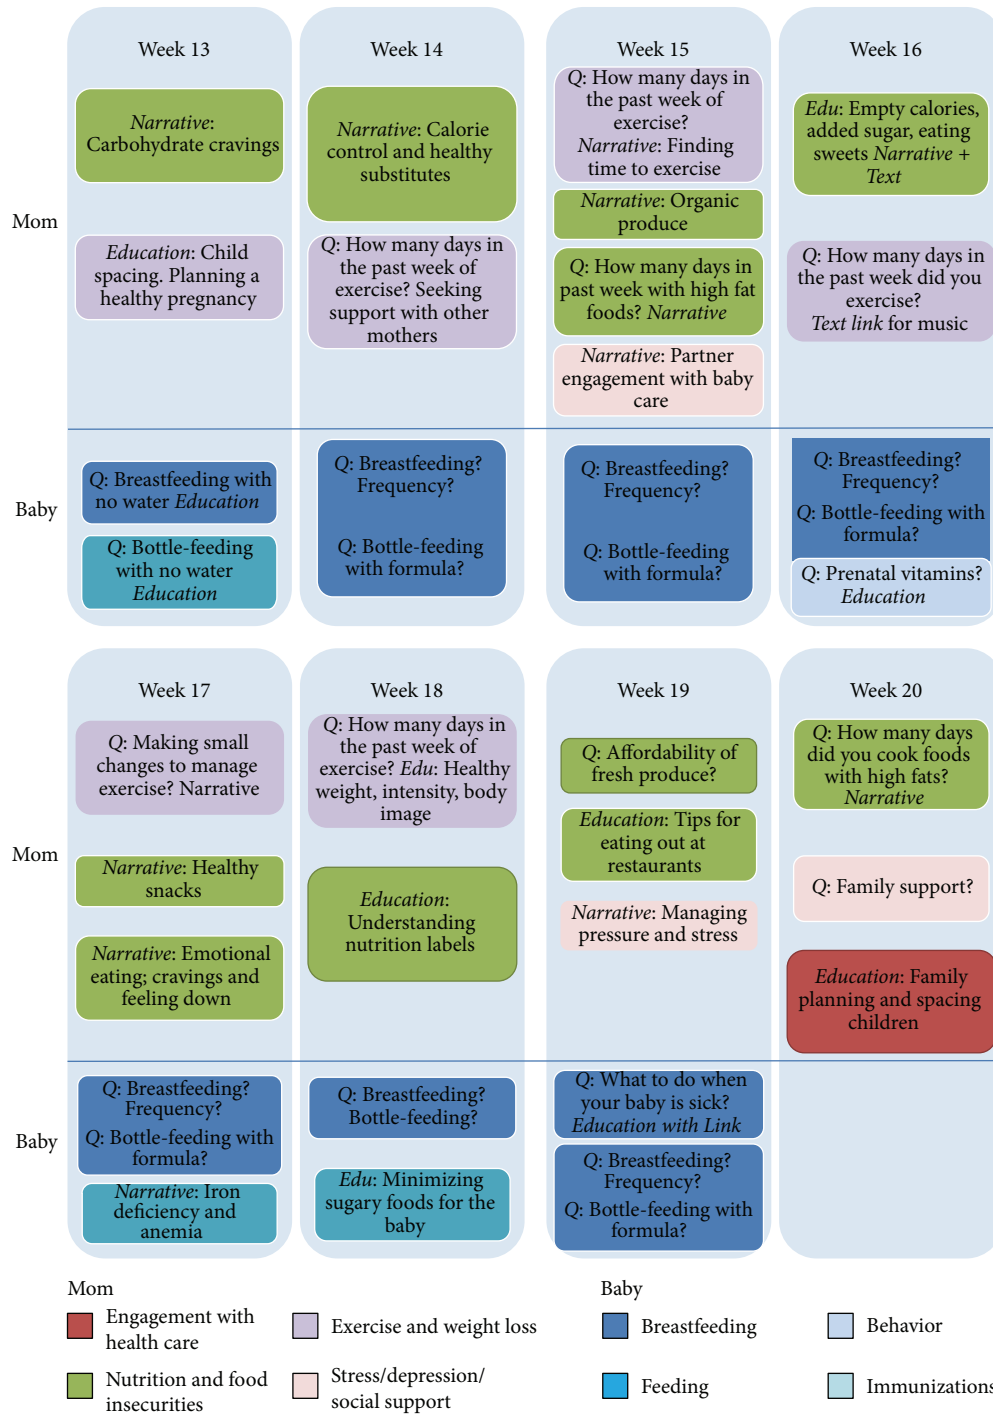 Week 13
Narrative:
Carbohydrate cravings
Education: Child
spacing. Planning a
healthy pregnancy
Week 14
Narrative: Calorie
control and healthy
substitutes
Q: How many days in
the past week of
exercise? Seeking
support with other
mothers
Week 15
Q: How many days in
the past week of
exercise?
Narrative: Finding
time to exercise
Narrative: Organic
produce
Q: How many days in
past week with high fat
foods? Narrative
Narrative: Partner
engagement with baby
care
Week 16
Edu: Empty calories,
added sugar, eating
sweets Narrative +
Text
Q: How many days in
the past week did you
exercise?
Text link for music
Mom
Baby
Q: Breastfeeding with
no water Education
Q: Bottle-feeding
with no water
Education
Q: Breastfeeding?
Frequency?
Q: Bottle-feeding
with formula?
Q: Breastfeeding?
Frequency?
Q: Bottle-feeding
with formula?
Q: Breastfeeding?
Frequency?
Q: Bottle-feeding with
formula?
Q: Prenatal vitamins?
Education
Week 17
Q: Making small
changes to manage
exercise? Narrative
Narrative: Healthy
snacks
Narrative: Emotional
eating; cravings and
feeling down
Week 18
Q: How many days in
the past week of
exercise? Edu: Healthy
weight, intensity, body
image
Education:
Understanding
nutrition labels
Week 19
Q: Affordability of
fresh produce?
Education: Tips for
eating out at
restaurants
Narrative: Managing
pressure and stress
Week 20
Q: How many days
did you cook foods
with high fats?
Narrative
Q: Family support?
Education: Family
planning and spacing
children
Mom
Baby
Q: Breastfeeding?
Frequency?
Q: Bottle-feeding with
formula?
Narrative: Iron
deficiency and
anemia
Q: Breastfeeding?
Bottle-feeding?
Edu: Minimizing
sugary foods for the
baby
Q: What to do when
your baby is sick?
Education with Link
Q: Breastfeeding?
Frequency?
Q: Bottle-feeding with
formula?
Mom
Engagement with
health care
Exercise and weight loss
Nutrition and food
insecurities
Stress/depression/
social support
Baby
Breastfeeding
Behavior
Feeding
Immunizations